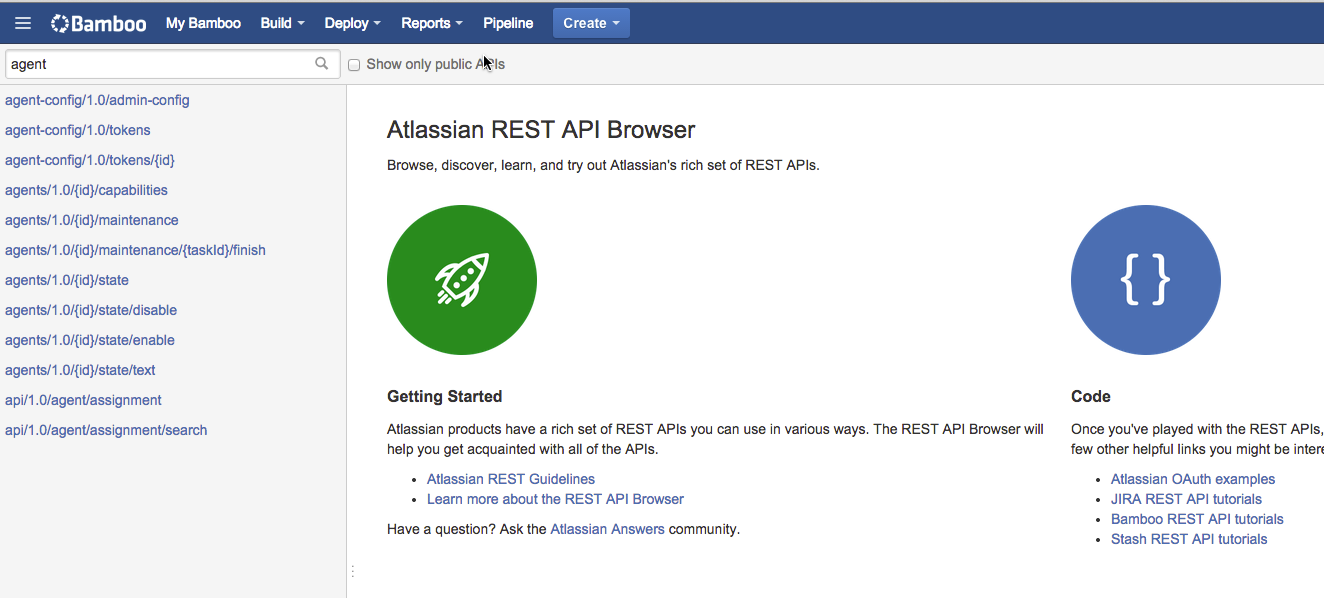 Bamboo My Bamboo Build Deploy Reports Pipeline Create
agent Show only public APIs
agent-config/1.0/admin-config
agent-config/1.0/tokens
agent-config/1.0/tokens/{id}
agents/1.0/{id}/capabilities
agents/1.0/{id}/maintenance
agents/1.0/{id}/maintenance/{taskId}/finish
agents/1.0/{id}/state
agents/1.0/{id}/state/disable
agents/1.0/{id}/state/enable
agents/1.0/{id}/state/text
api/1.0/agent/assignment
api/1.0/agent/assignment/search
Atlassian REST API Browser
Browse, discover, learn, and try out Atlassian's rich set of REST APIs.
{ }
Getting Started
Atlassian products have a rich set of REST APIs you can use in various ways. The REST API Browser will
help you get acquainted with all of the APIs.
• Atlassian REST Guidelines
• Learn more about the REST API Browser
Have a question? Ask the Atlassian Answers community.
Code
Once you've played with the REST APIs,
few other helpful links you might be intere
• Atlassian OAuth examples
• JIRA REST API tutorials
• Bamboo REST API tutorials
• Stash REST API tutorials